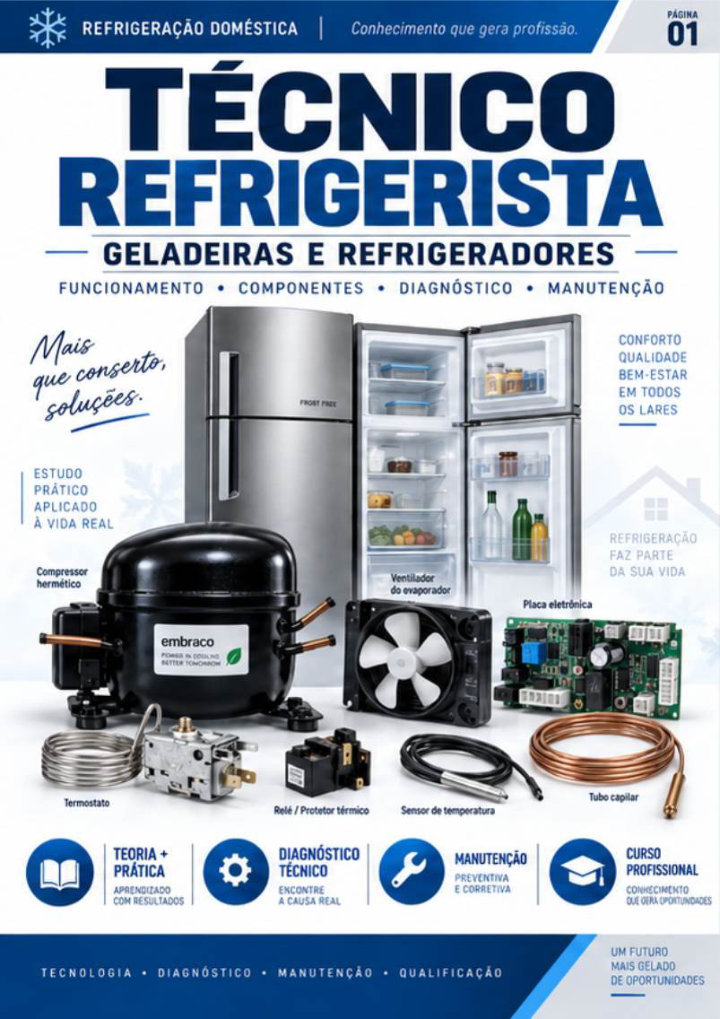 REFRIGERAÇÃO DOMÉSTICA | Conhecimento que gera profissão.
PÁGINA
01
TÉCNICO
REFRIGERISTA
GELADEIRAS E REFRIGERADORES
FUNCIONAMENTO • COMPONENTES • DIAGNÓSTICO • MANUTENÇÃO
Mais
que conserto,
soluções.
CONFORTO
QUALIDADE
BEM-ESTAR
EM TODOS
OS LARES
FROST FREE
ESTUDO
PRÁTICO
APLICADO
À VIDA REAL
REFRIGERAÇÃO
FAZ PARTE
DA SUA VIDA
Compressor
hermético
Ventilador
do evaporador
Placa eletrônica
embraco
POWER IN COOLING
BETTER TOMORROW
Termostato
Relé / Protetor térmico
Sensor de temperatura
Tubo capilar
TEORIA +
PRÁTICA
APRENDIZADO
COM RESULTADOS
DIAGNÓSTICO
TÉCNICO
ENCONTRE
A CAUSA REAL
MANUTENÇÃO
PREVENTIVA
E CORRETIVA
CURSO
PROFISSIONAL
CONHECIMENTO
QUE GERA OPORTUNIDADES
TECNOLOGIA • DIAGNÓSTICO • MANUTENÇÃO • QUALIFICAÇÃO
UM FUTURO
MAIS GELADO
DE OPORTUNIDADES